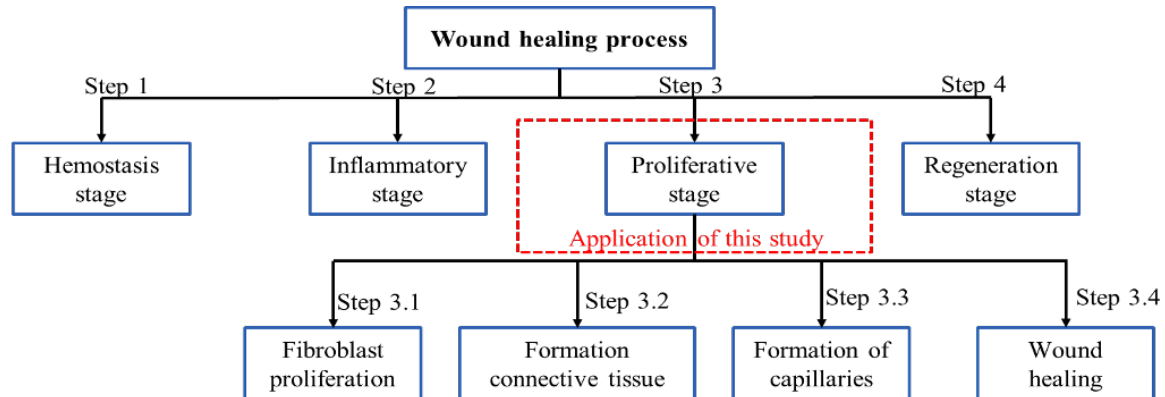 Wound healing process
Step 1
Step 2
Step 3
Step 4
Hemostasis
stage
Inflammatory
stage
Proliferative
stage
Regeneration
stage
Application of this study
Step 3.1
Step 3.2
Step 3.3
Step 3.4
Fibroblast
proliferation
Formation
connective tissue
Formation of
capillaries
Wound
healing